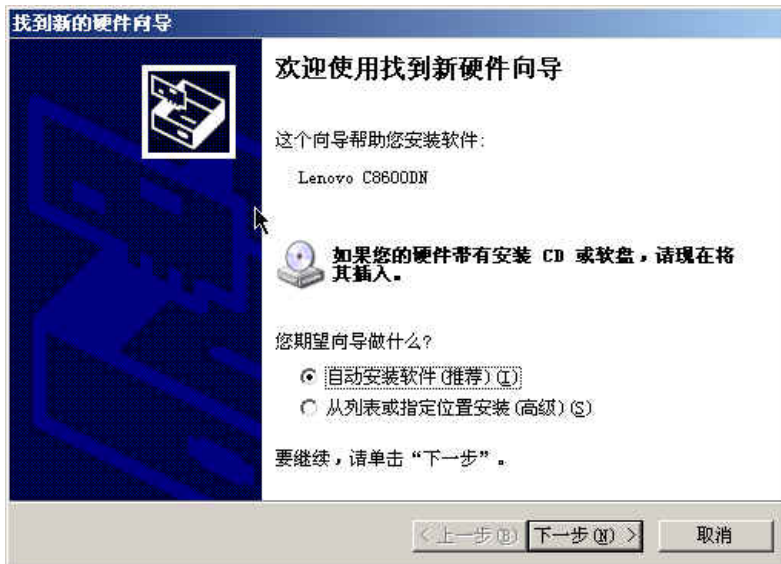 找到新的硬件向导
欢迎使用找到新硬件向导
这个向导帮助您安装软件:
Lenovo C8600DN
如果您的硬件带有安装 CD 或软盘，请现在将
其插入。
您期望向导做什么?
自动安装软件(推荐)(I)
从列表或指定位置安装(高级)(S)
要继续，请单击“下一步”。
<上一步(B) 下一步(N) > 取消